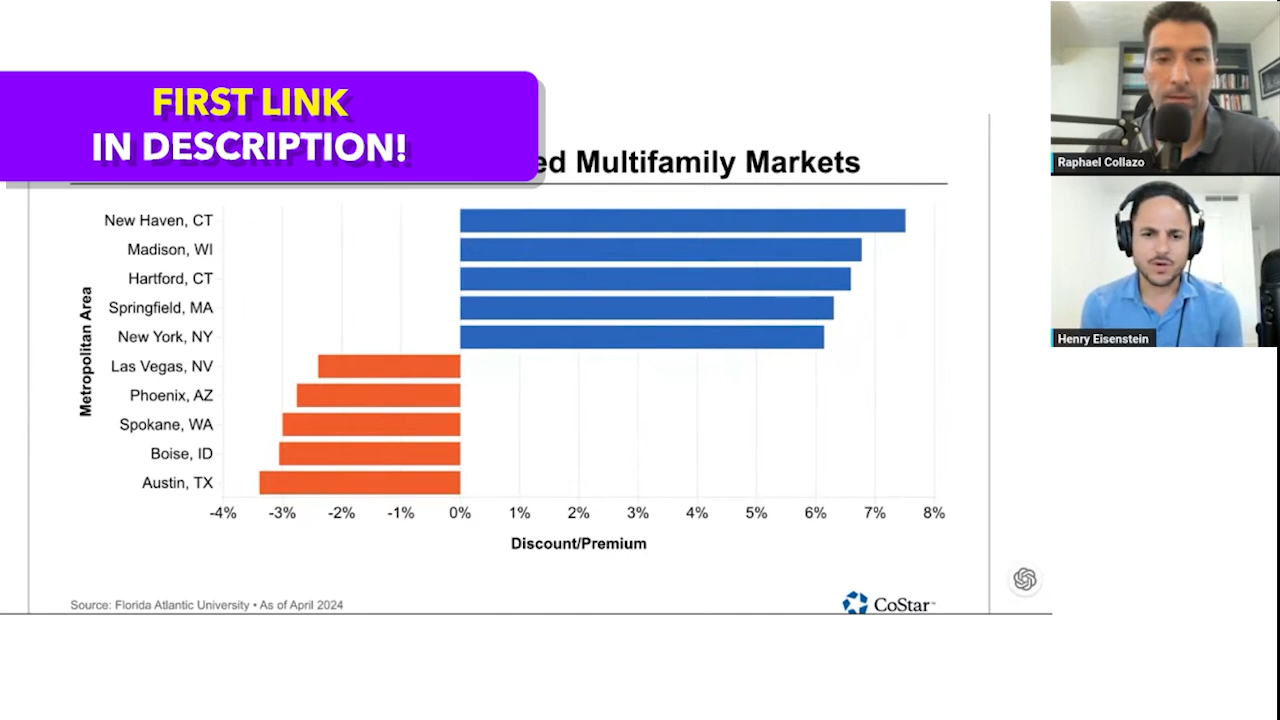 FIRST LINK
IN DESCRIPTION!
ed Multifamily Markets
Metropolitan Area
New Haven, CT
Madison, WI
Hartford, CT
Springfield, MA
New York, NY
Las Vegas, NV
Phoenix, AZ
Spokane, WA
Boise, ID
Austin, TX
-4% -3% -2% -1% 0% 1% 2% 3% 4% 5% 6% 7% 8%
Discount/Premium
Source: Florida Atlantic University • As of April 2024
CoStar™
Raphael Collazo
Henry Eisenstein